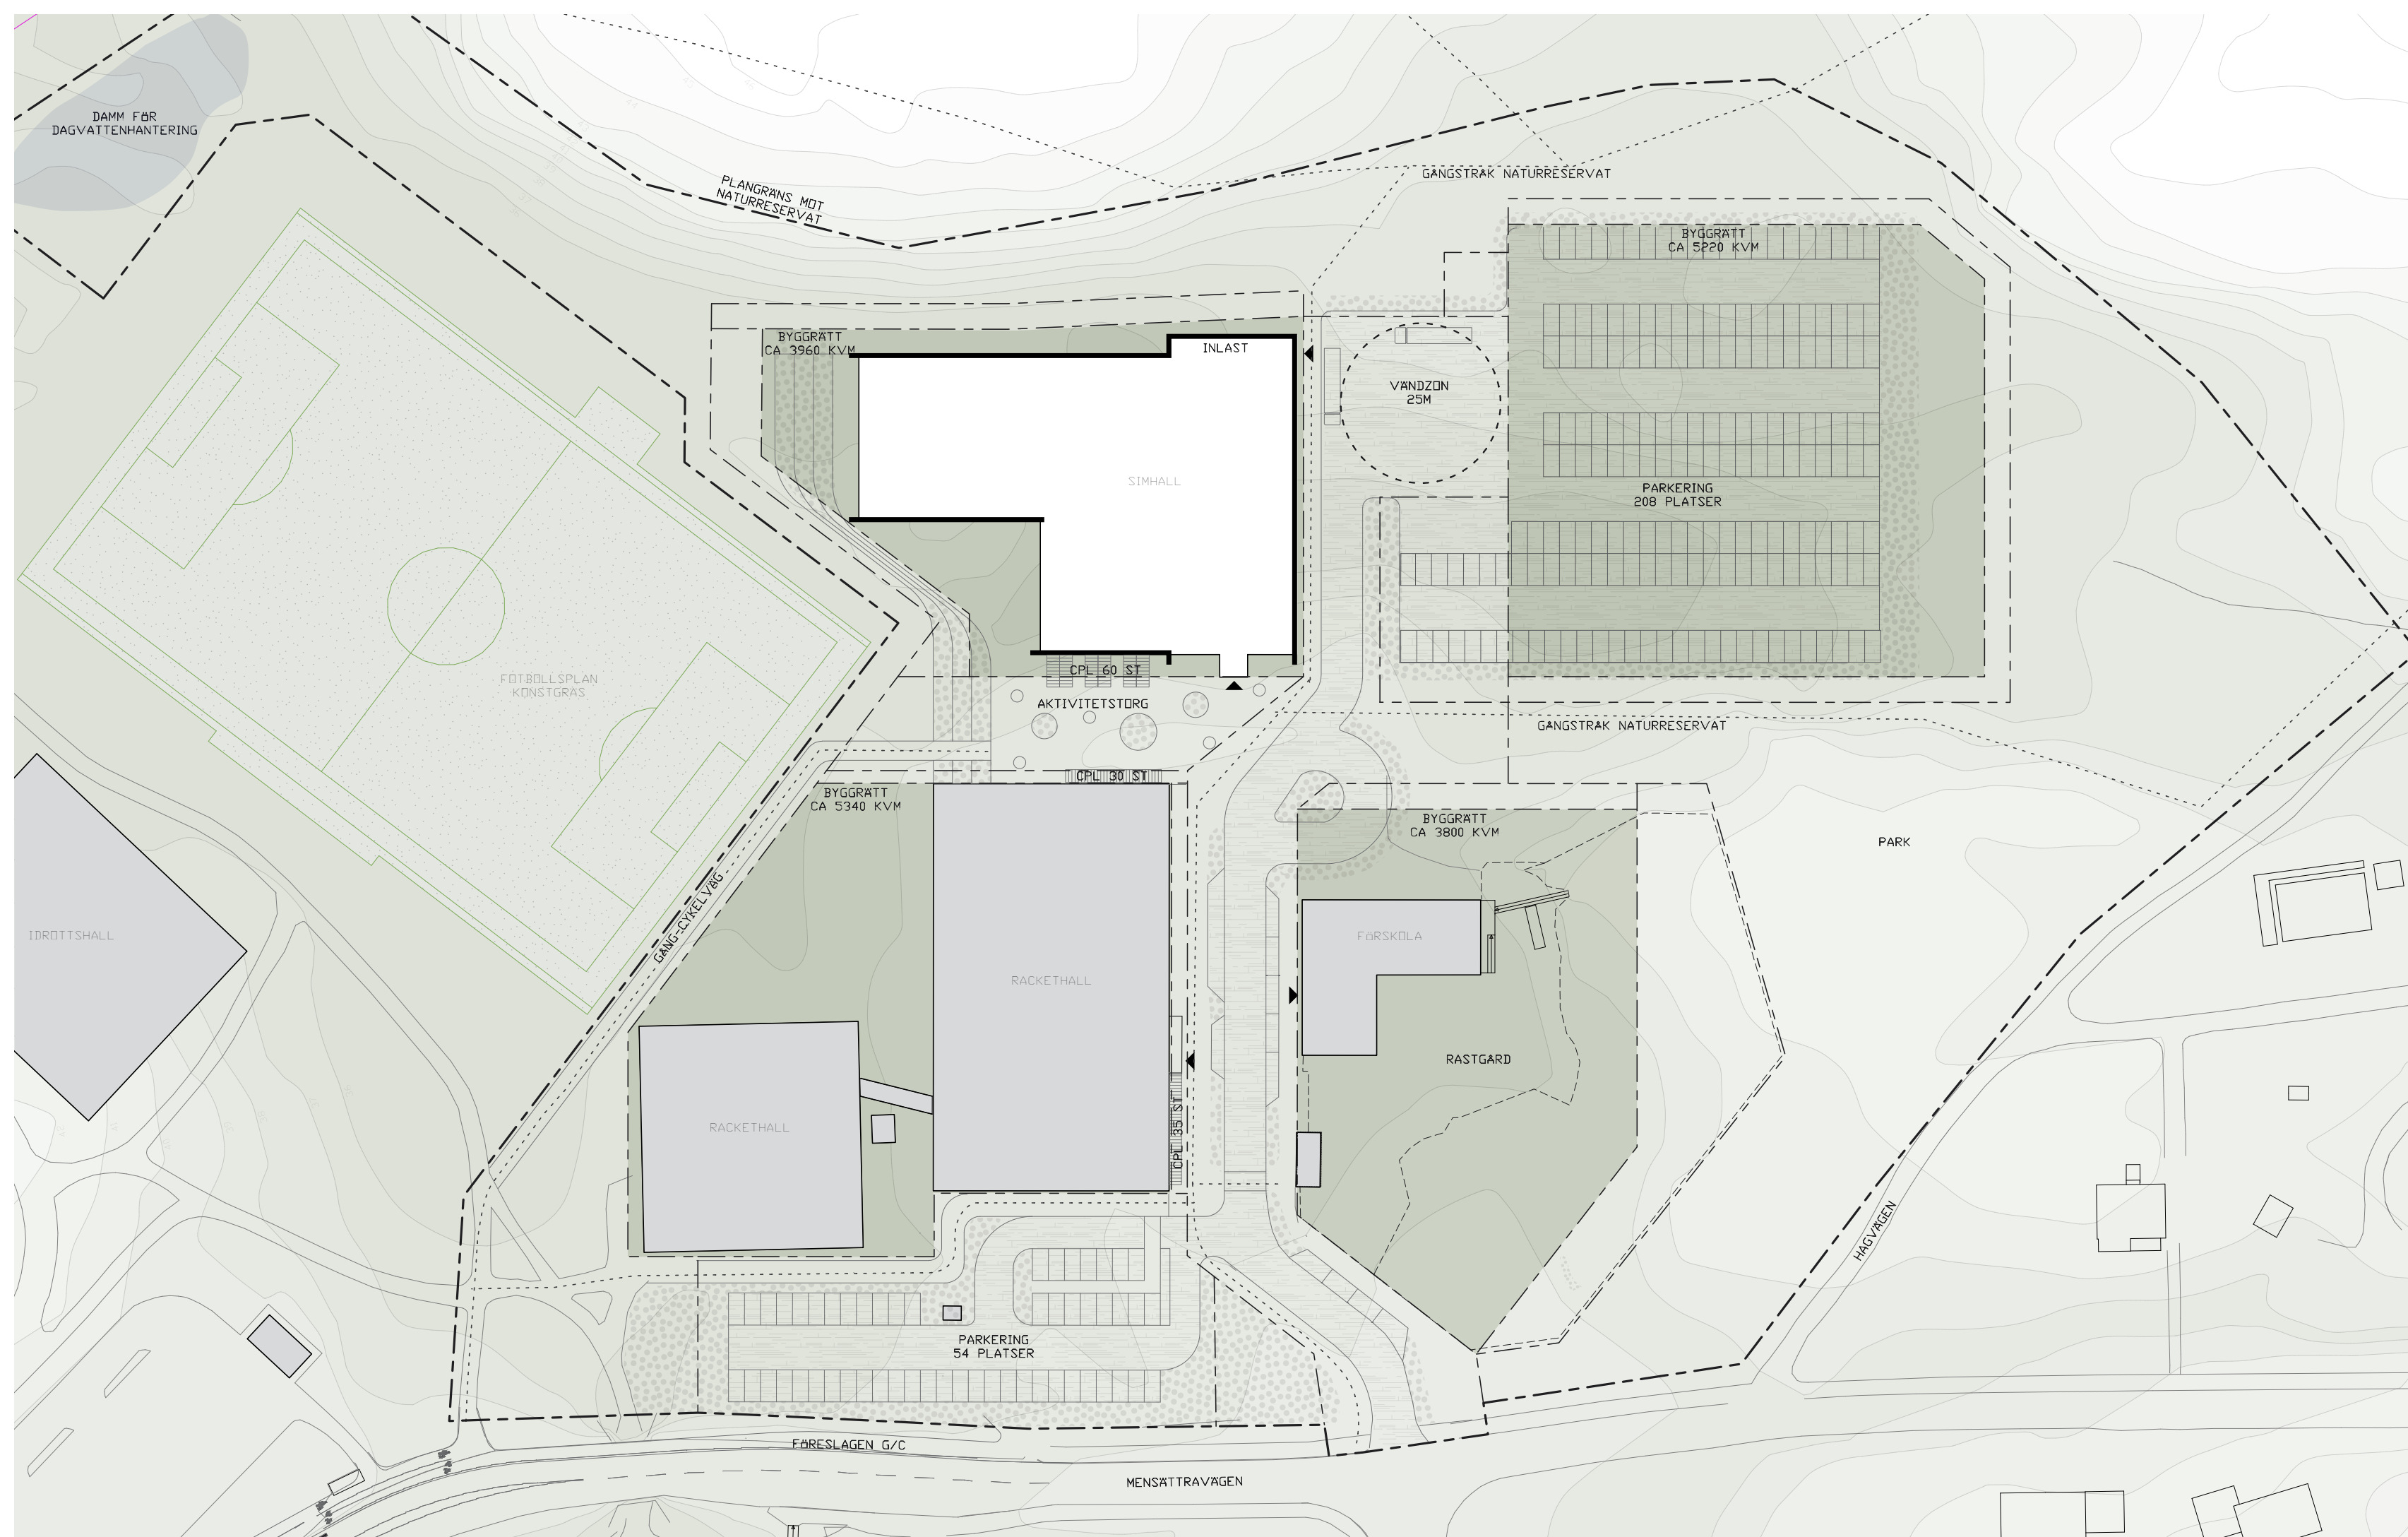 DAMM FÖR
DAGVATTENHANTERING
PLANGRÄNS MOT
NATURRESERVAT
GÅNGSTRÅK NATURRESERVAT
BYGGRÄTT
CA 5220 KVM
BYGGRÄTT
CA 3960 KVM
INLAST
VÄNDZON
25M
SIMHALL
PARKERING
208 PLATSER
FOTBOLLSPLAN
KONSTGRÄS
CPL 60 ST
AKTIVITETSTORG
GÅNGSTRÅK NATURRESERVAT
CPL 30 ST
BYGGRÄTT
CA 5340 KVM
BYGGRÄTT
CA 3800 KVM
PARK
GÅNG-CYKELVÄG
IDROTTSHALL
FÖRSKOLA
RACKETHALL
RASTGÅRD
RACKETHALL
CPL 35 ST
HAGVÄGEN
PARKERING
54 PLATSER
FÖRESLAGEN G/C
MENSÄTTRAVÄGEN